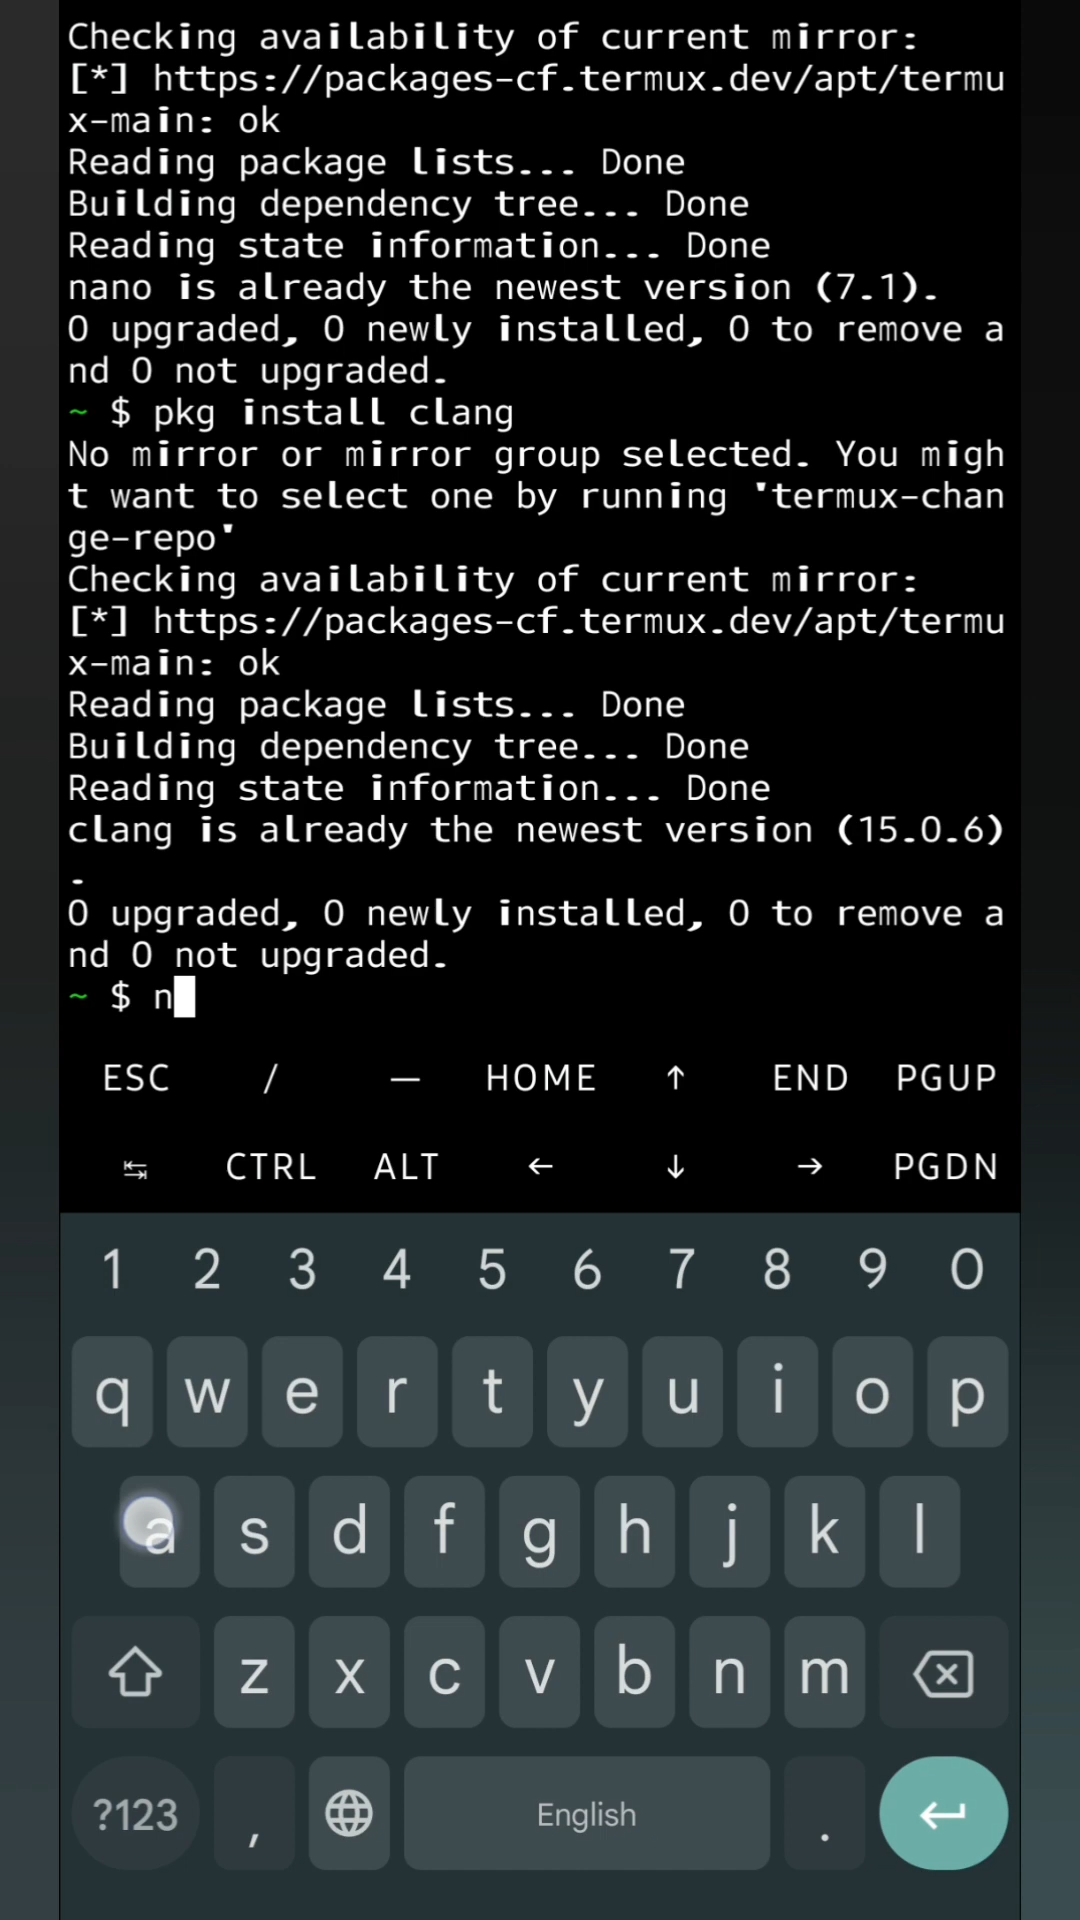 Checking availability of current mirror:
[*] https://packages-cf.termux.dev/apt/termu
x-main: ok
Reading package lists... Done
Building dependency tree... Done
Reading state information... Done
nano is already the newest version (7.1).
0 upgraded, 0 newly installed, 0 to remove a
nd 0 not upgraded.
~ $ pkg install clang
No mirror or mirror group selected. You migh
t want to select one by running 'termux-chan
ge-repo'
Checking availability of current mirror:
[*] https://packages-cf.termux.dev/apt/termu
x-main: ok
Reading package lists... Done
Building dependency tree... Done
Reading state information... Done
clang is already the newest version (15.0.6)
.
0 upgraded, 0 newly installed, 0 to remove a
nd 0 not upgraded.
~ $ n
ESC / — HOME ↑ END PGUP
↹ CTRL ALT ← ↓ → PGDN
1 2 3 4 5 6 7 8 9 0
q w e r t y u i o p
a s d f g h j k l
z x c v b n m
?123 , English .